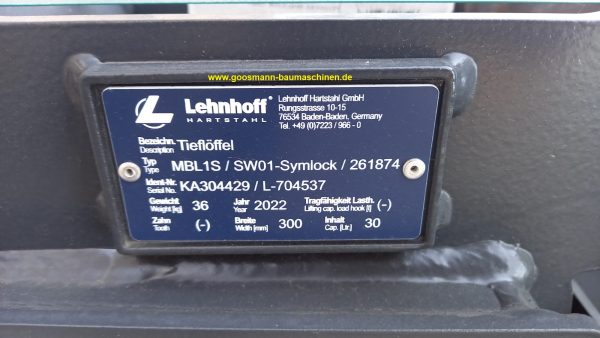 www.goosmann-baumaschinen.de
Lehnhoff®
HARTSTAHL
Lehnhoff Hartstahl GmbH
Rungsstrasse 10-15
76534 Baden-Baden, Germany
Tel. +49 (0)7223 / 966 - 0
Bezeichn. Tieflöffel
Description
Typ MBL1S / SW01-Symlock / 261874
Type
Ident-Nr. KA304429 / L-704537
Serial No.
Gewicht 36 Jahr 2022 Tragfähigkeit Lasth. (-)
Weight [kg] Year Lifting cap. load hook [t]
Zahn (-) Breite 300 Inhalt 30
Tooth Width [mm] Cap. [Ltr.]